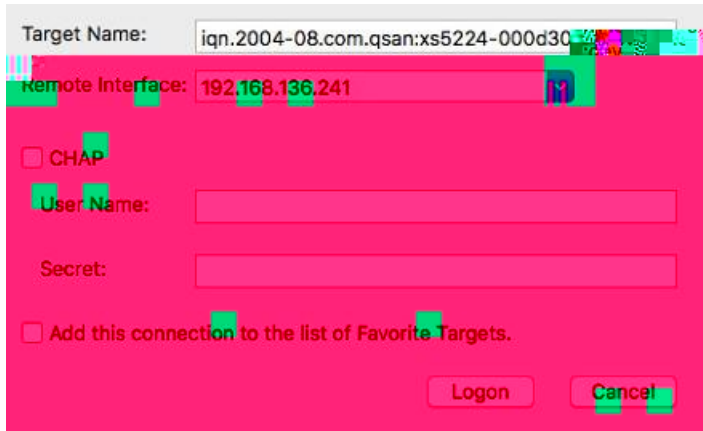 Target Name: iqn.2004-08.com.qsan:xs5224-000d30
Remote Interface: 192.168.136.241
CHAP
User Name:
Secret:
Add this connection to the list of Favorite Targets.
Logon Cancel